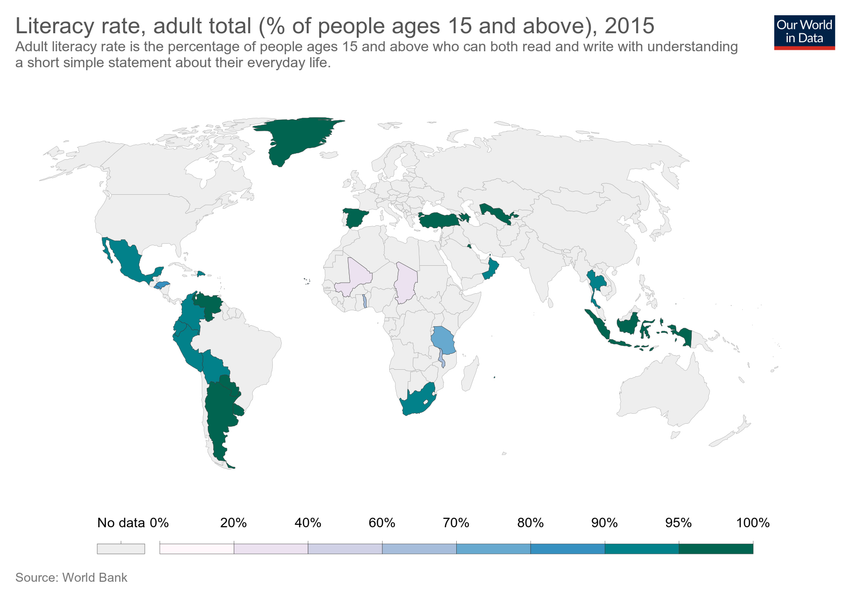 Literacy rate, adult total (% of people ages 15 and above), 2015
Our World
in Data
Adult literacy rate is the percentage of people ages 15 and above who can both read and write with understanding
a short simple statement about their everyday life.
No data 0% 20% 40% 60% 70% 80% 90% 95% 100%
Source: World Bank